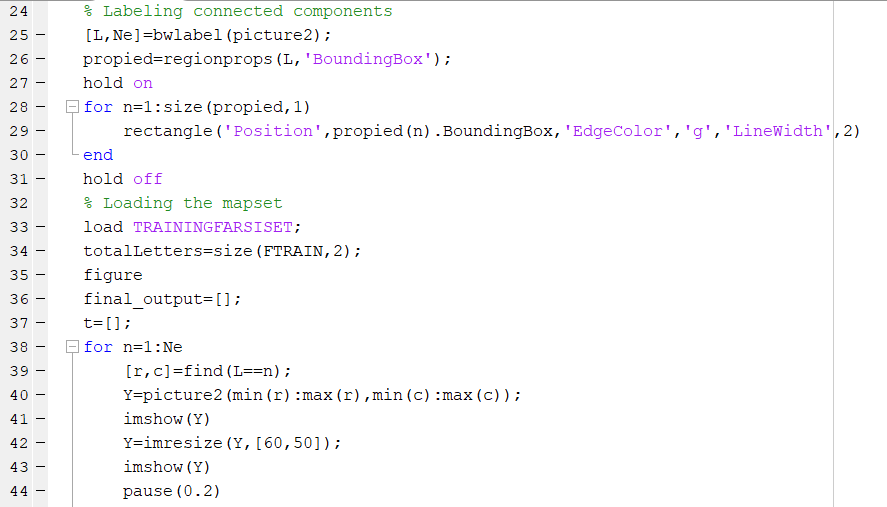 24 % Labeling connected components
25 – [L,Ne]=bwlabel(picture2);
26 – propied=regionprops(L,'BoundingBox');
27 – hold on
28 – for n=1:size(propied,1)
29 – rectangle('Position',propied(n).BoundingBox,'EdgeColor','g','LineWidth',2)
30 – end
31 – hold off
32 % Loading the mapset
33 – load TRAININGFARSISET;
34 – totalLetters=size(FTRAIN,2);
35 – figure
36 – final_output=[];
37 – t=[];
38 – for n=1:Ne
39 – [r,c]=find(L==n);
40 – Y=picture2(min(r):max(r),min(c):max(c));
41 – imshow(Y)
42 – Y=imresize(Y,[60,50]);
43 – imshow(Y)
44 – pause(0.2)